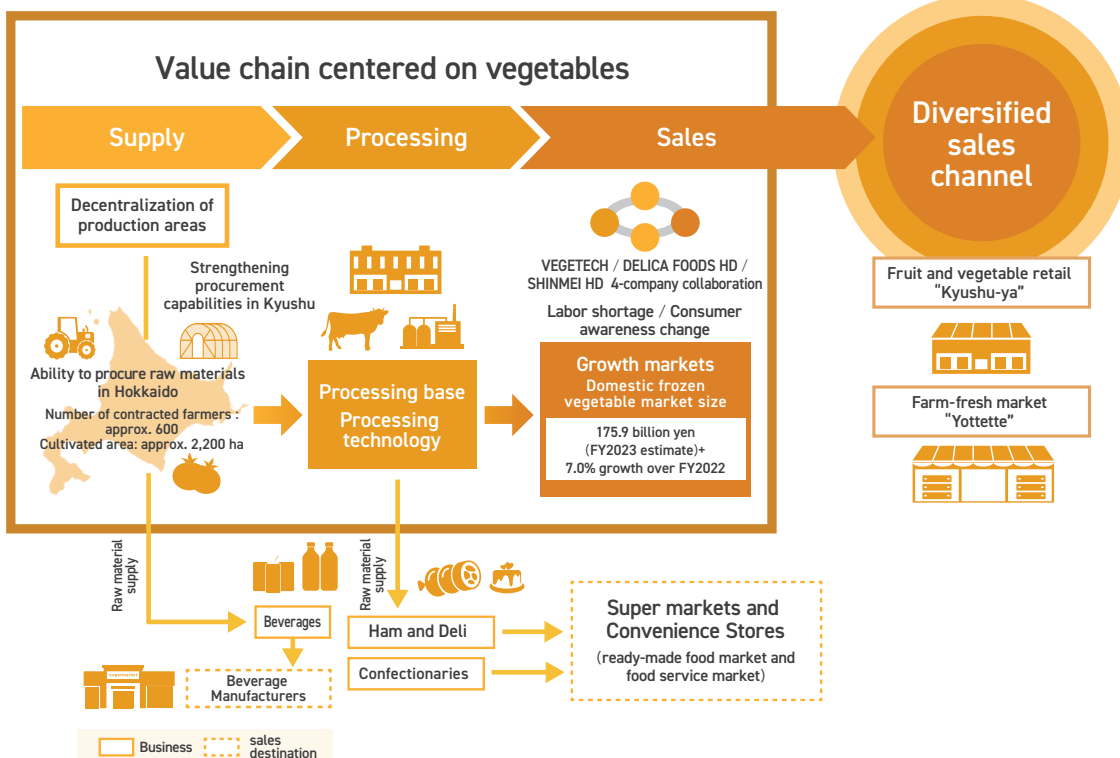 Value chain centered on vegetables
Supply
Processing
Sales
Diversified
sales
channel
Decentralization of
production areas
Strengthening
procurement
capabilities in Kyushu
Ability to procure raw materials
in Hokkaido
Number of contracted farmers :
approx. 600
Cultivated area: approx. 2,200 ha
Processing base
Processing
technology
VEGETECH / DELICA FOODS HD /
SHINMEI HD 4-company collaboration
Labor shortage / Consumer
awareness change
Growth markets
Domestic frozen
vegetable market size
175.9 billion yen
(FY2023 estimate)+
7.0% growth over FY2022
Fruit and vegetable retail
“Kyushu-ya”
Farm-fresh market
“Yottette”
Raw material
supply
Beverages
Beverage
Manufacturers
supermarket
Raw material
supply
Ham and Deli
Confectionaries
Super markets and
Convenience Stores
(ready-made food market and
food service market)
Business
sales
destination